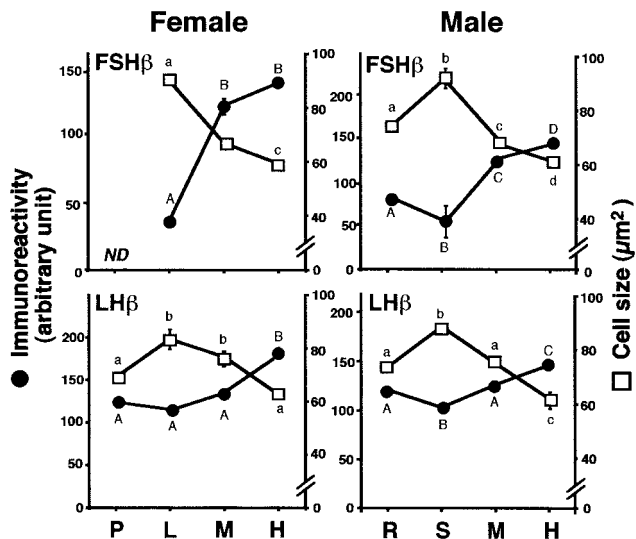 Female Male
FSHβ
150
100
50
0
a
B
B
A
c
ND
100
80
60
40
0
FSHβ
200
150
100
50
0
a
b
c
D
A
B
C
d
100
80
60
40
0
LHβ
200
150
100
50
0
a
b
b
B
A
A
A
a
100
80
60
40
0
P L M H
LHβ
200
150
100
50
0
a
b
a
C
A
B
A
c
100
80
60
40
0
R S M H
Immunoreactivity
(arbitrary unit)
Cell size (µm²)